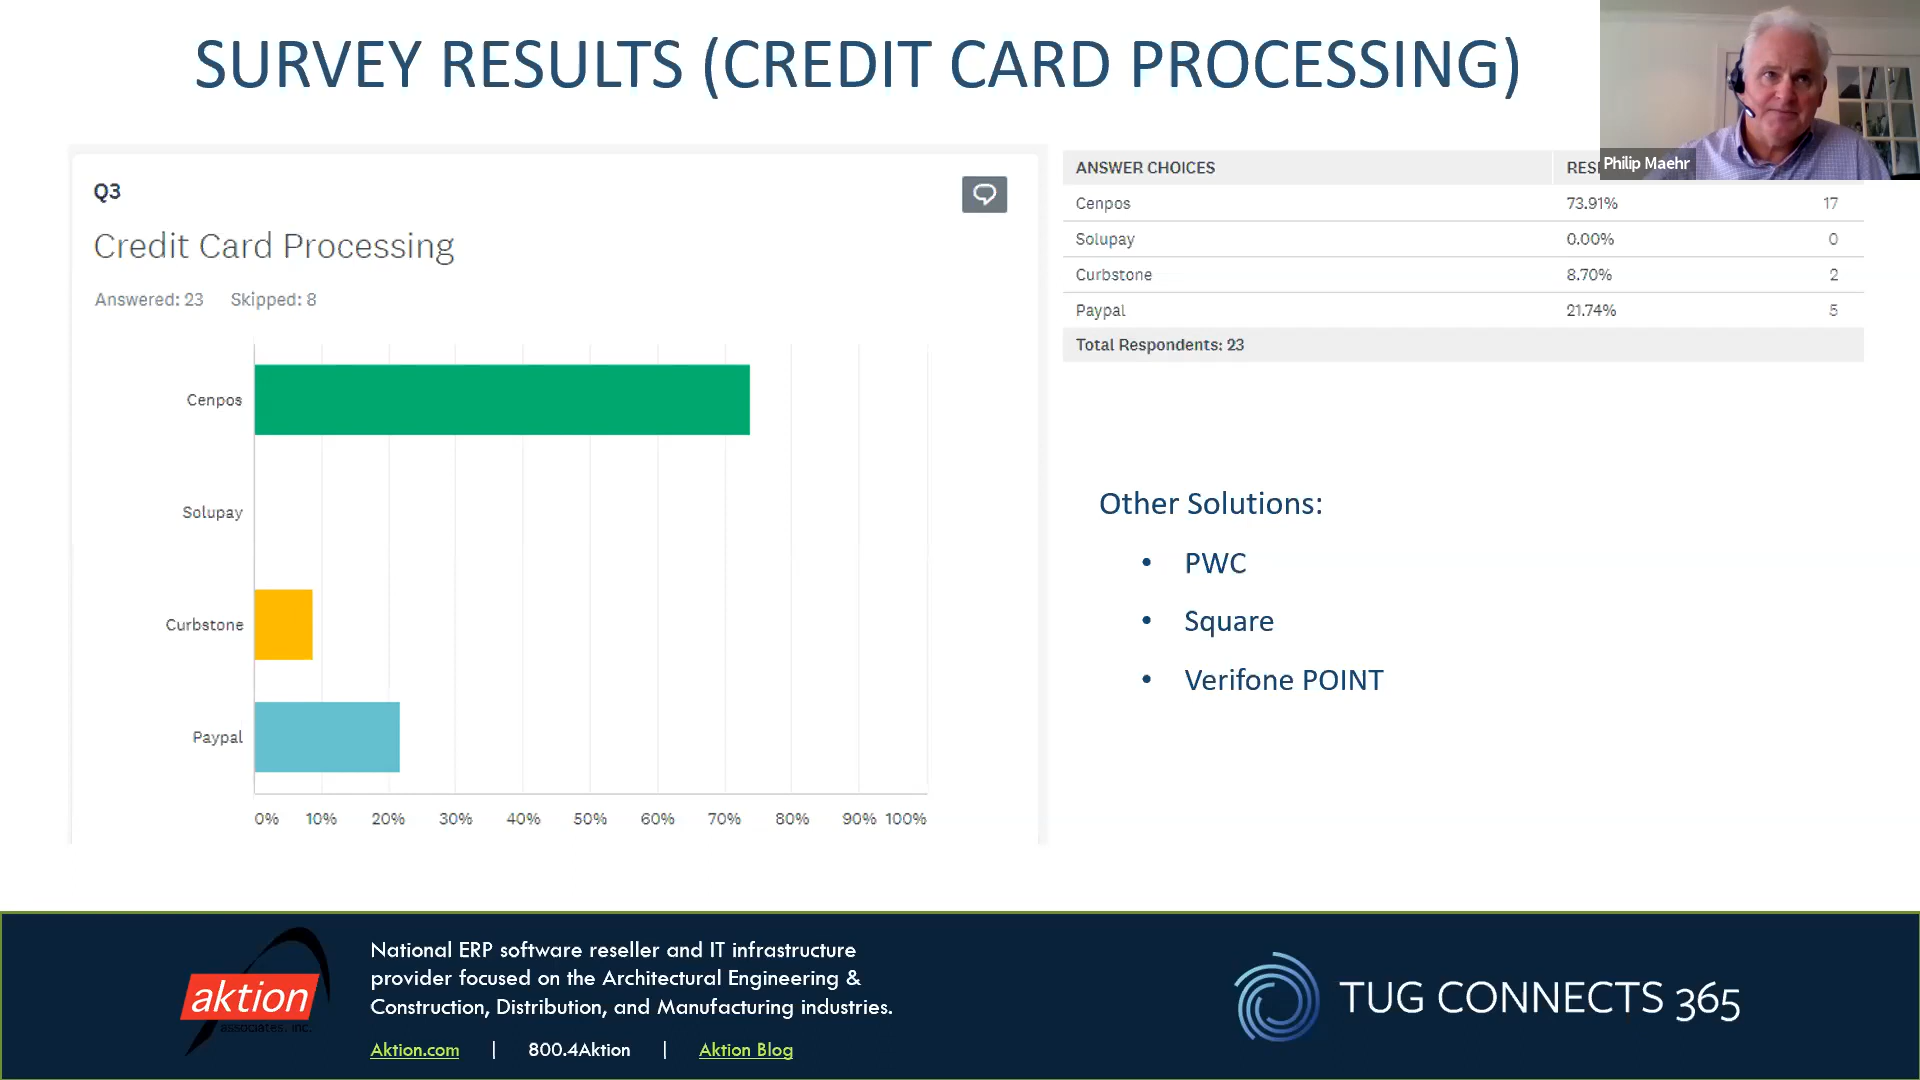 SURVEY RESULTS (CREDIT CARD PROCESSING)
Philip Maehr
Q3
Credit Card Processing
Answered: 23 Skipped: 8
Cenpos
Solupay
Curbstone
Paypal
0% 10% 20% 30% 40% 50% 60% 70% 80% 90% 100%
ANSWER CHOICES
Cenpos 73.91% 17
Solupay 0.00% 0
Curbstone 8.70% 2
Paypal 21.74% 5
Total Respondents: 23
Other Solutions:
• PWC
• Square
• Verifone POINT
aktion
associates, inc.
National ERP software reseller and IT infrastructure
provider focused on the Architectural Engineering &
Construction, Distribution, and Manufacturing industries.
Aktion.com | 800.4Aktion | Aktion Blog
TUG CONNECTS 365